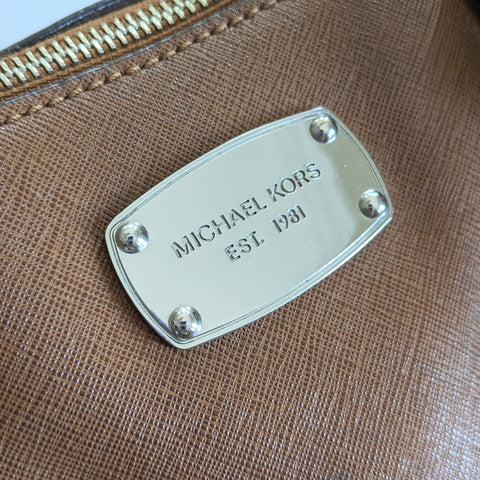 MICHAEL KORS
EST. 1981